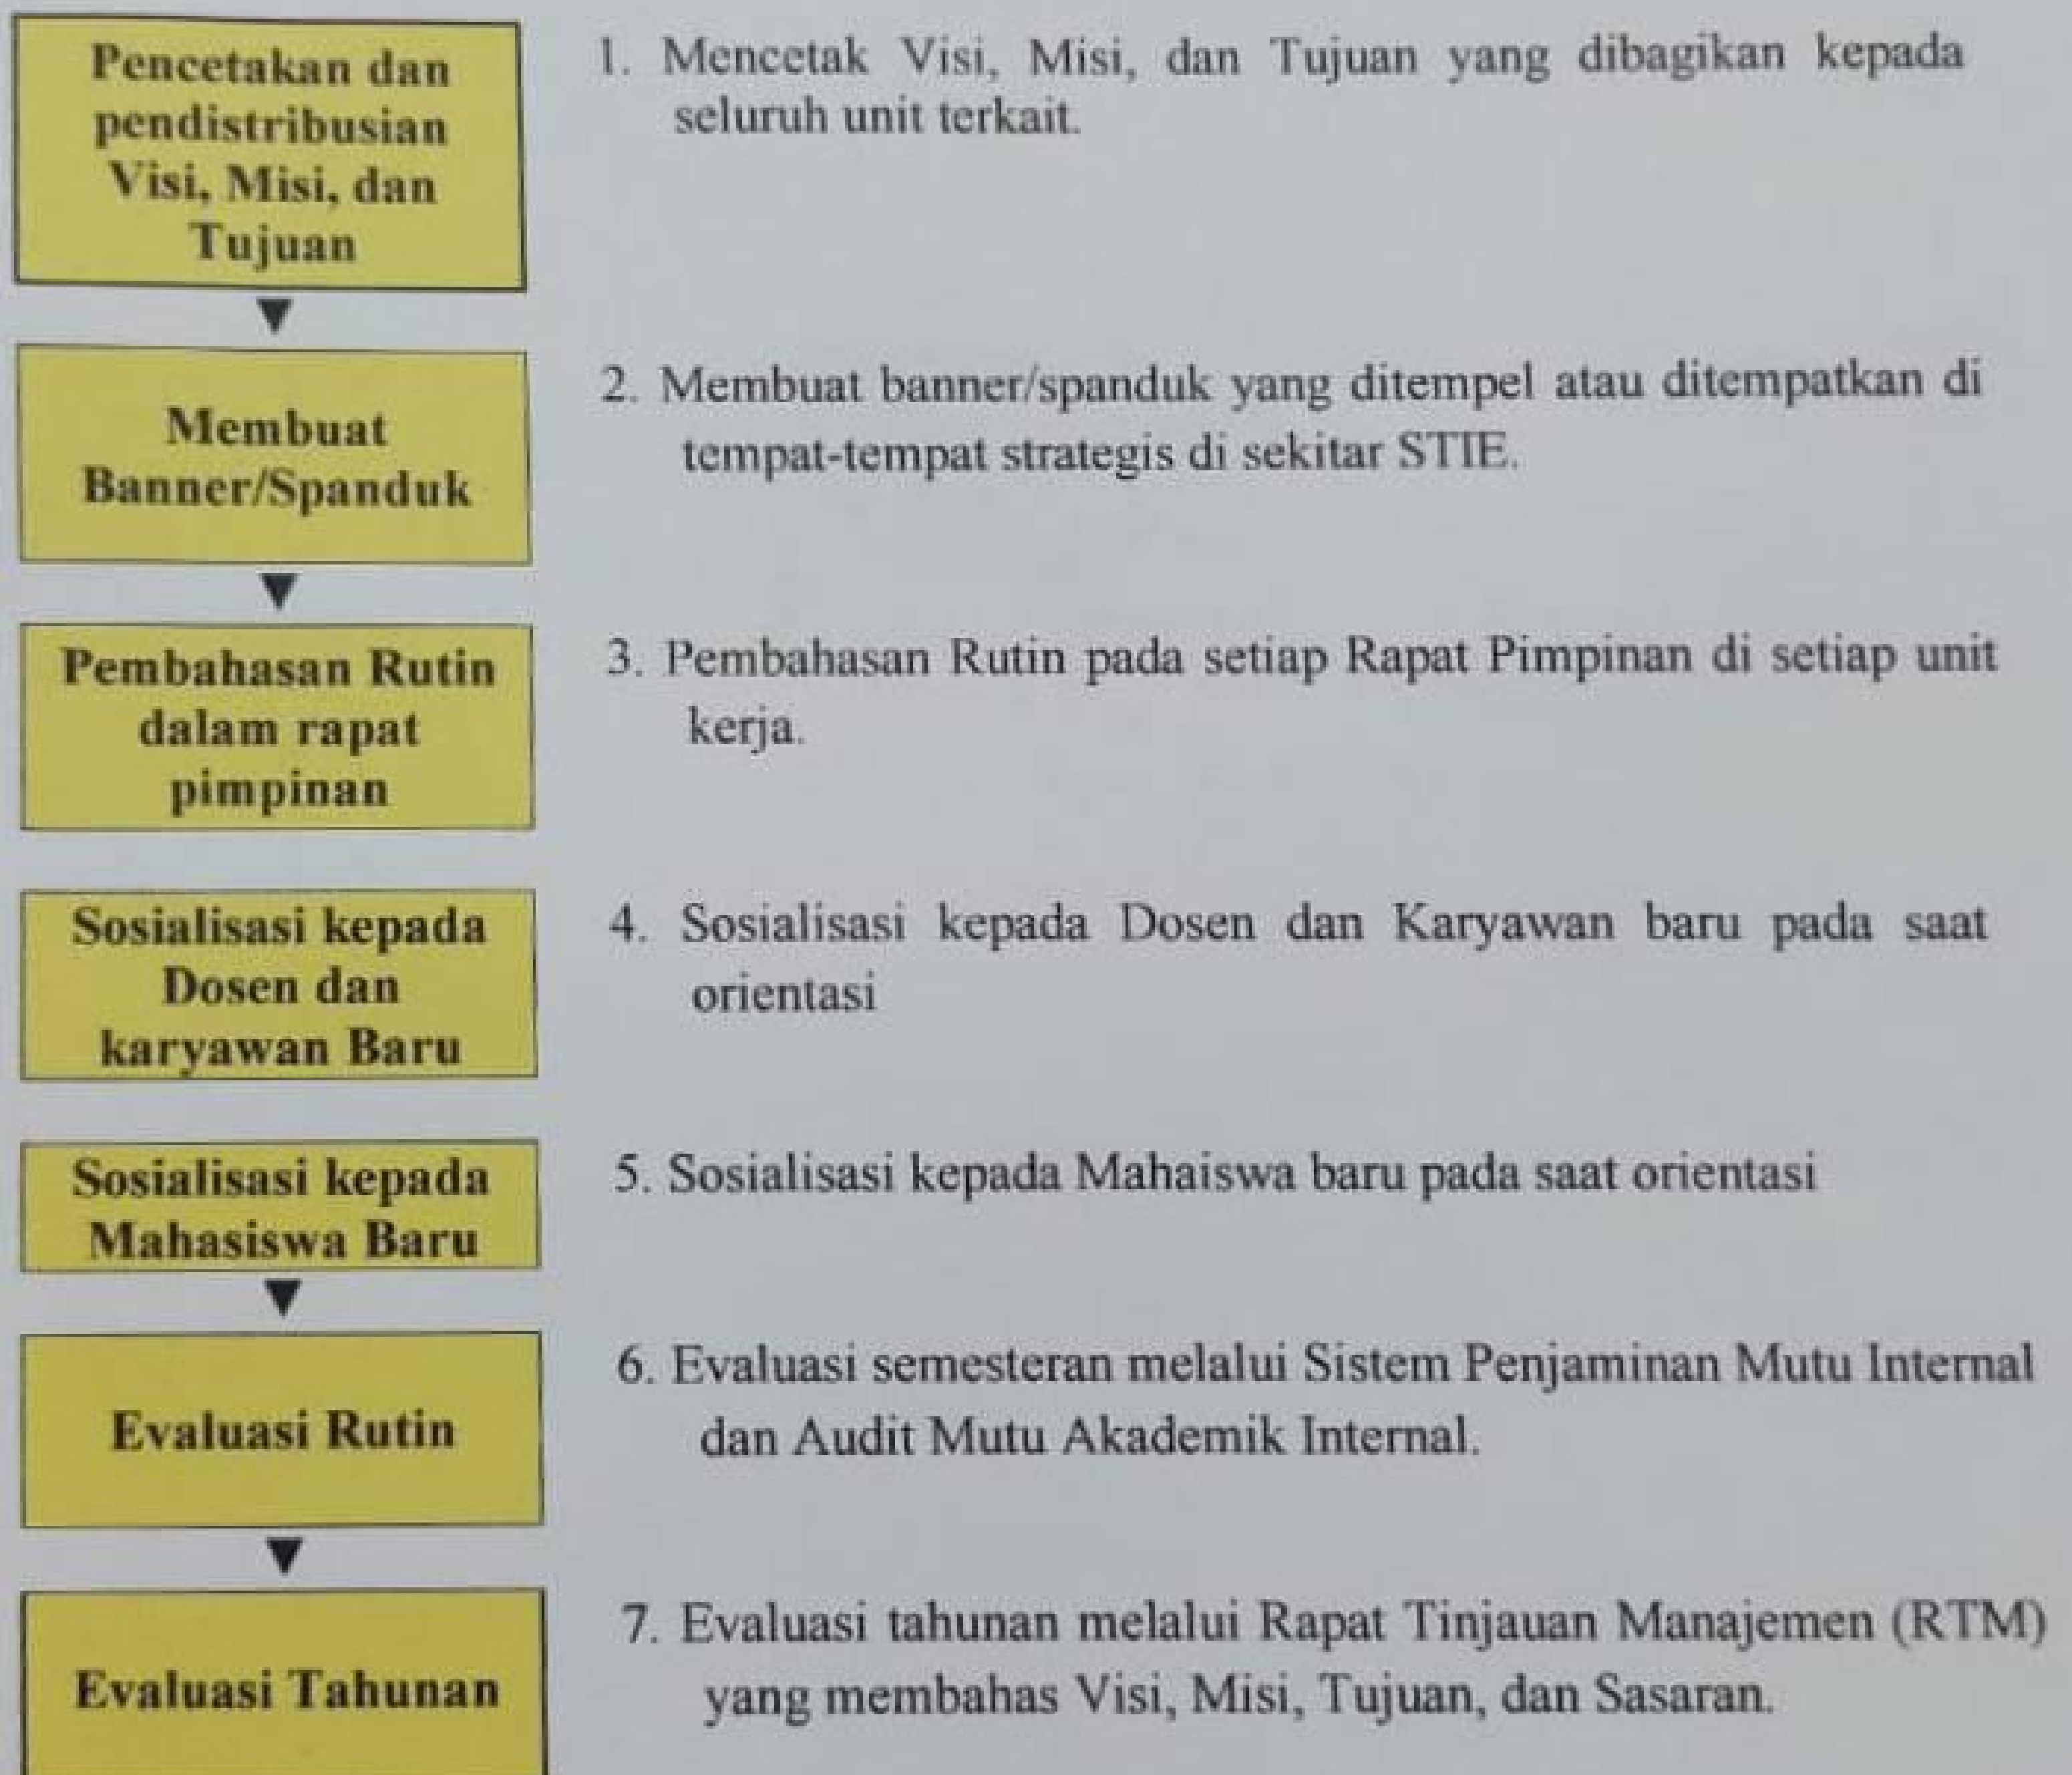 Pencetakan dan
pendistribusian
Visi, Misi, dan
Tujuan
1. Mencetak Visi, Misi, dan Tujuan yang dibagikan kepada
seluruh unit terkait.
Membuat
Banner/Spanduk
2. Membuat banner/spanduk yang ditempel atau ditempatkan di
tempat-tempat strategis di sekitar STIE.
Pembahasan Rutin
dalam rapat
pimpinan
3. Pembahasan Rutin pada setiap Rapat Pimpinan di setiap unit
kerja.
Sosialisasi kepada
Dosen dan
karyawan Baru
4. Sosialisasi kepada Dosen dan Karyawan baru pada saat
orientasi
Sosialisasi kepada
Mahasiswa Baru
5. Sosialisasi kepada Mahaiswa baru pada saat orientasi
Evaluasi Rutin
6. Evaluasi semesteran melalui Sistem Penjaminan Mutu Internal
dan Audit Mutu Akademik Internal.
Evaluasi Tahunan
7. Evaluasi tahunan melalui Rapat Tinjauan Manajemen (RTM)
yang membahas Visi, Misi, Tujuan, dan Sasaran.